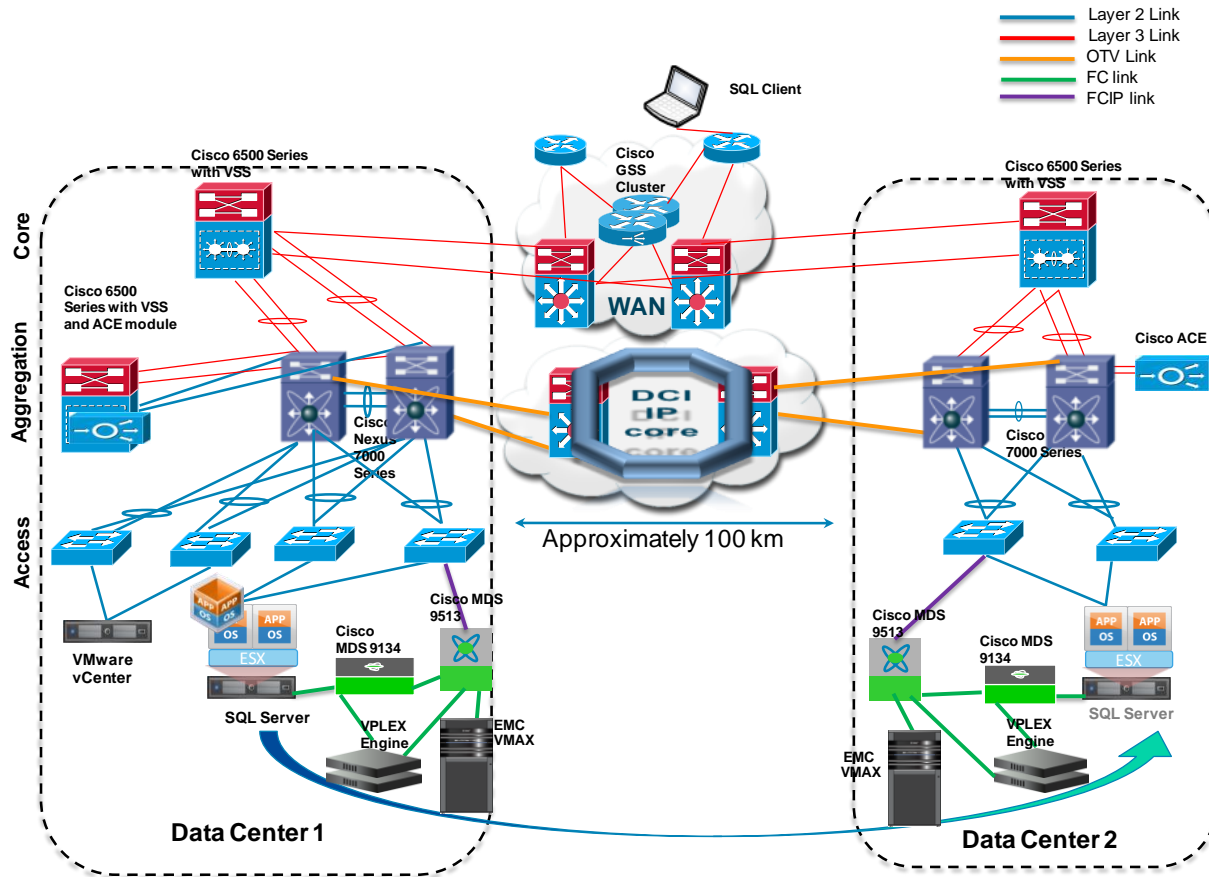 Layer 2 Link
Layer 3 Link
OTV Link
FC link
FCIP link
SQL Client
Cisco 6500 Series
with VSS
Cisco
GSS
Cluster
Cisco 6500 Series
with VSS
Core
Cisco 6500
Series with VSS
and ACE module
WAN
Aggregation
Cisco ACE
DCI
IP
core
Cisco
Nexus
7000
Series
Cisco
7000 Series
Access
Approximately 100 km
APP
OS
APP
OS
APP
OS
APP
OS
ESX
VMware
vCenter
SQL Server
Cisco
MDS 9134
Cisco MDS
9513
VPLEX
Engine
EMC
VMAX
Cisco MDS
9513
Cisco MDS
9134
APP
OS
APP
OS
ESX
SQL Server
VPLEX
Engine
EMC
VMAX
Data Center 1
Data Center 2